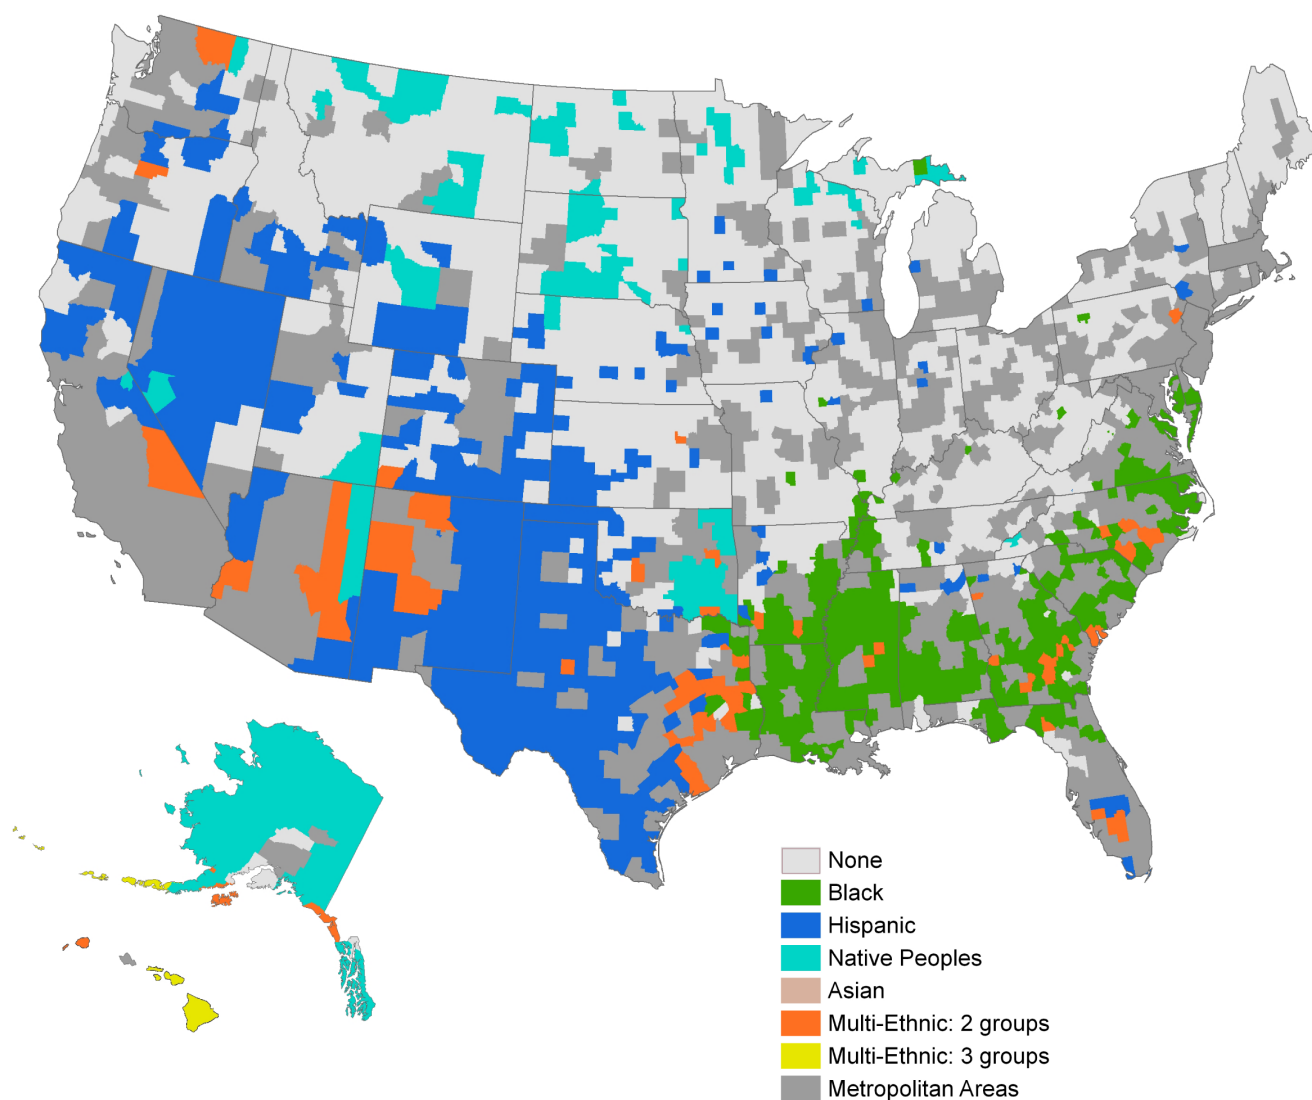 None
Black
Hispanic
Native Peoples
Asian
Multi-Ethnic: 2 groups
Multi-Ethnic: 3 groups
Metropolitan Areas